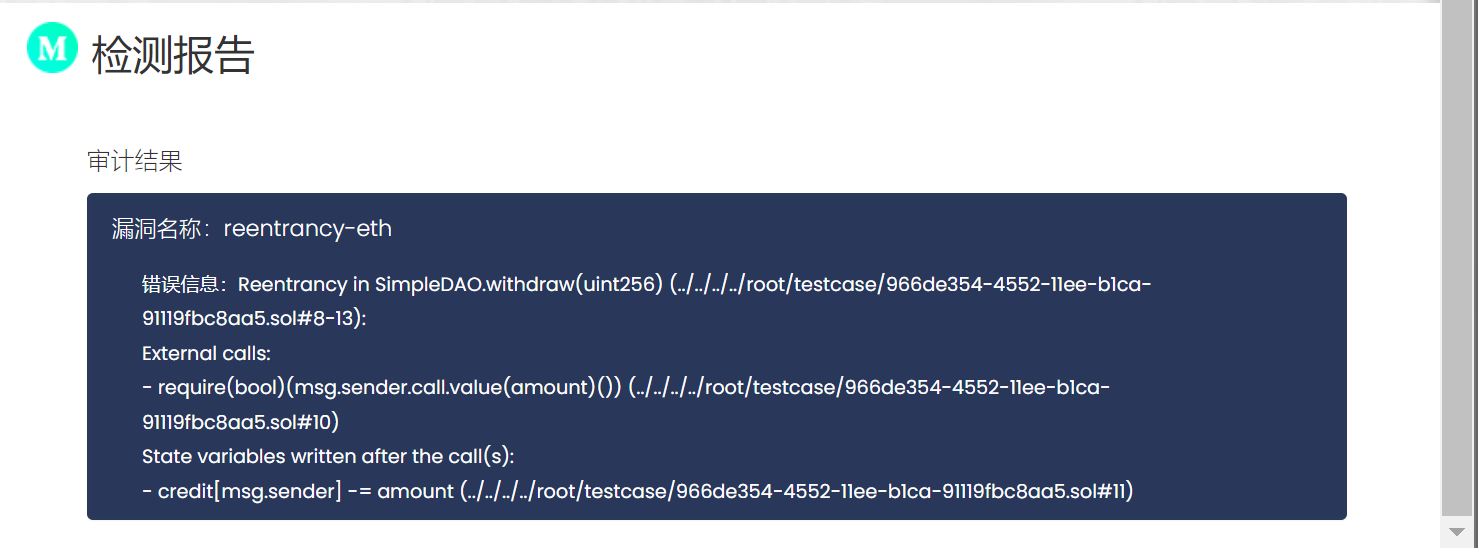 M 检测报告
审计结果
漏洞名称：reentrancy-eth
错误信息：Reentrancy in SimpleDAO.withdraw(uint256) (../../../../root/testcase/966de354-4552-11ee-b1ca-
91119fbc8aa5.sol#8-13):
External calls:
- require(bool)(msg.sender.call.value(amount)()) (../../../../root/testcase/966de354-4552-11ee-b1ca-
91119fbc8aa5.sol#10)
State variables written after the call(s):
- credit[msg.sender] -= amount (../../../../root/testcase/966de354-4552-11ee-b1ca-91119fbc8aa5.sol#11)